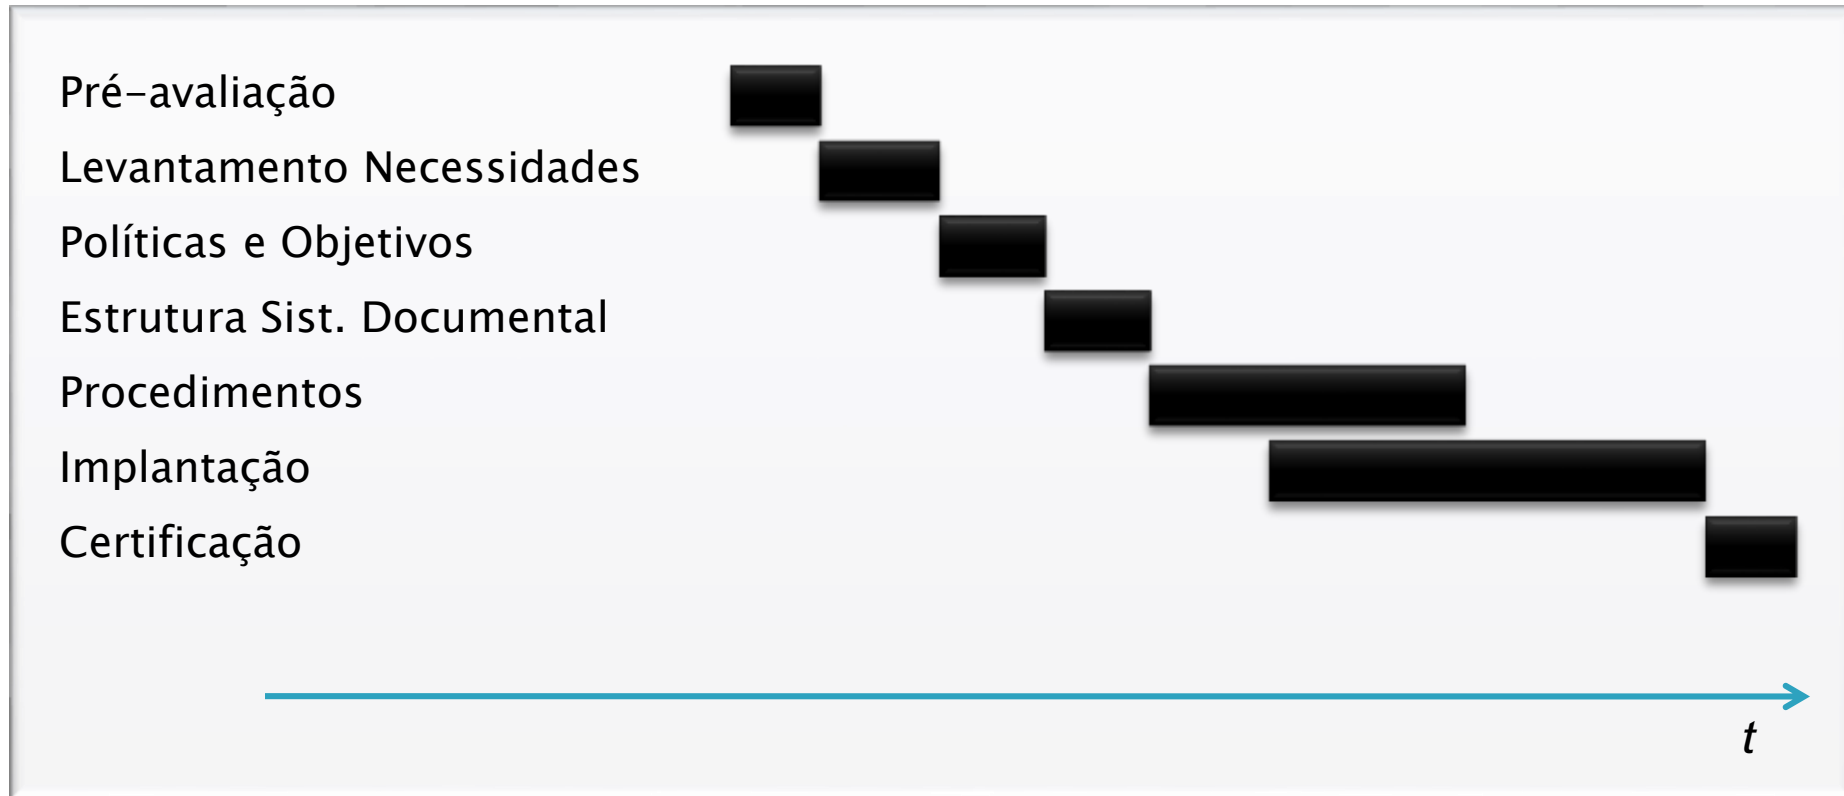 Pré-avaliação
Levantamento Necessidades
Políticas e Objetivos
Estrutura Sist. Documental
Procedimentos
Implantação
Certificação
t